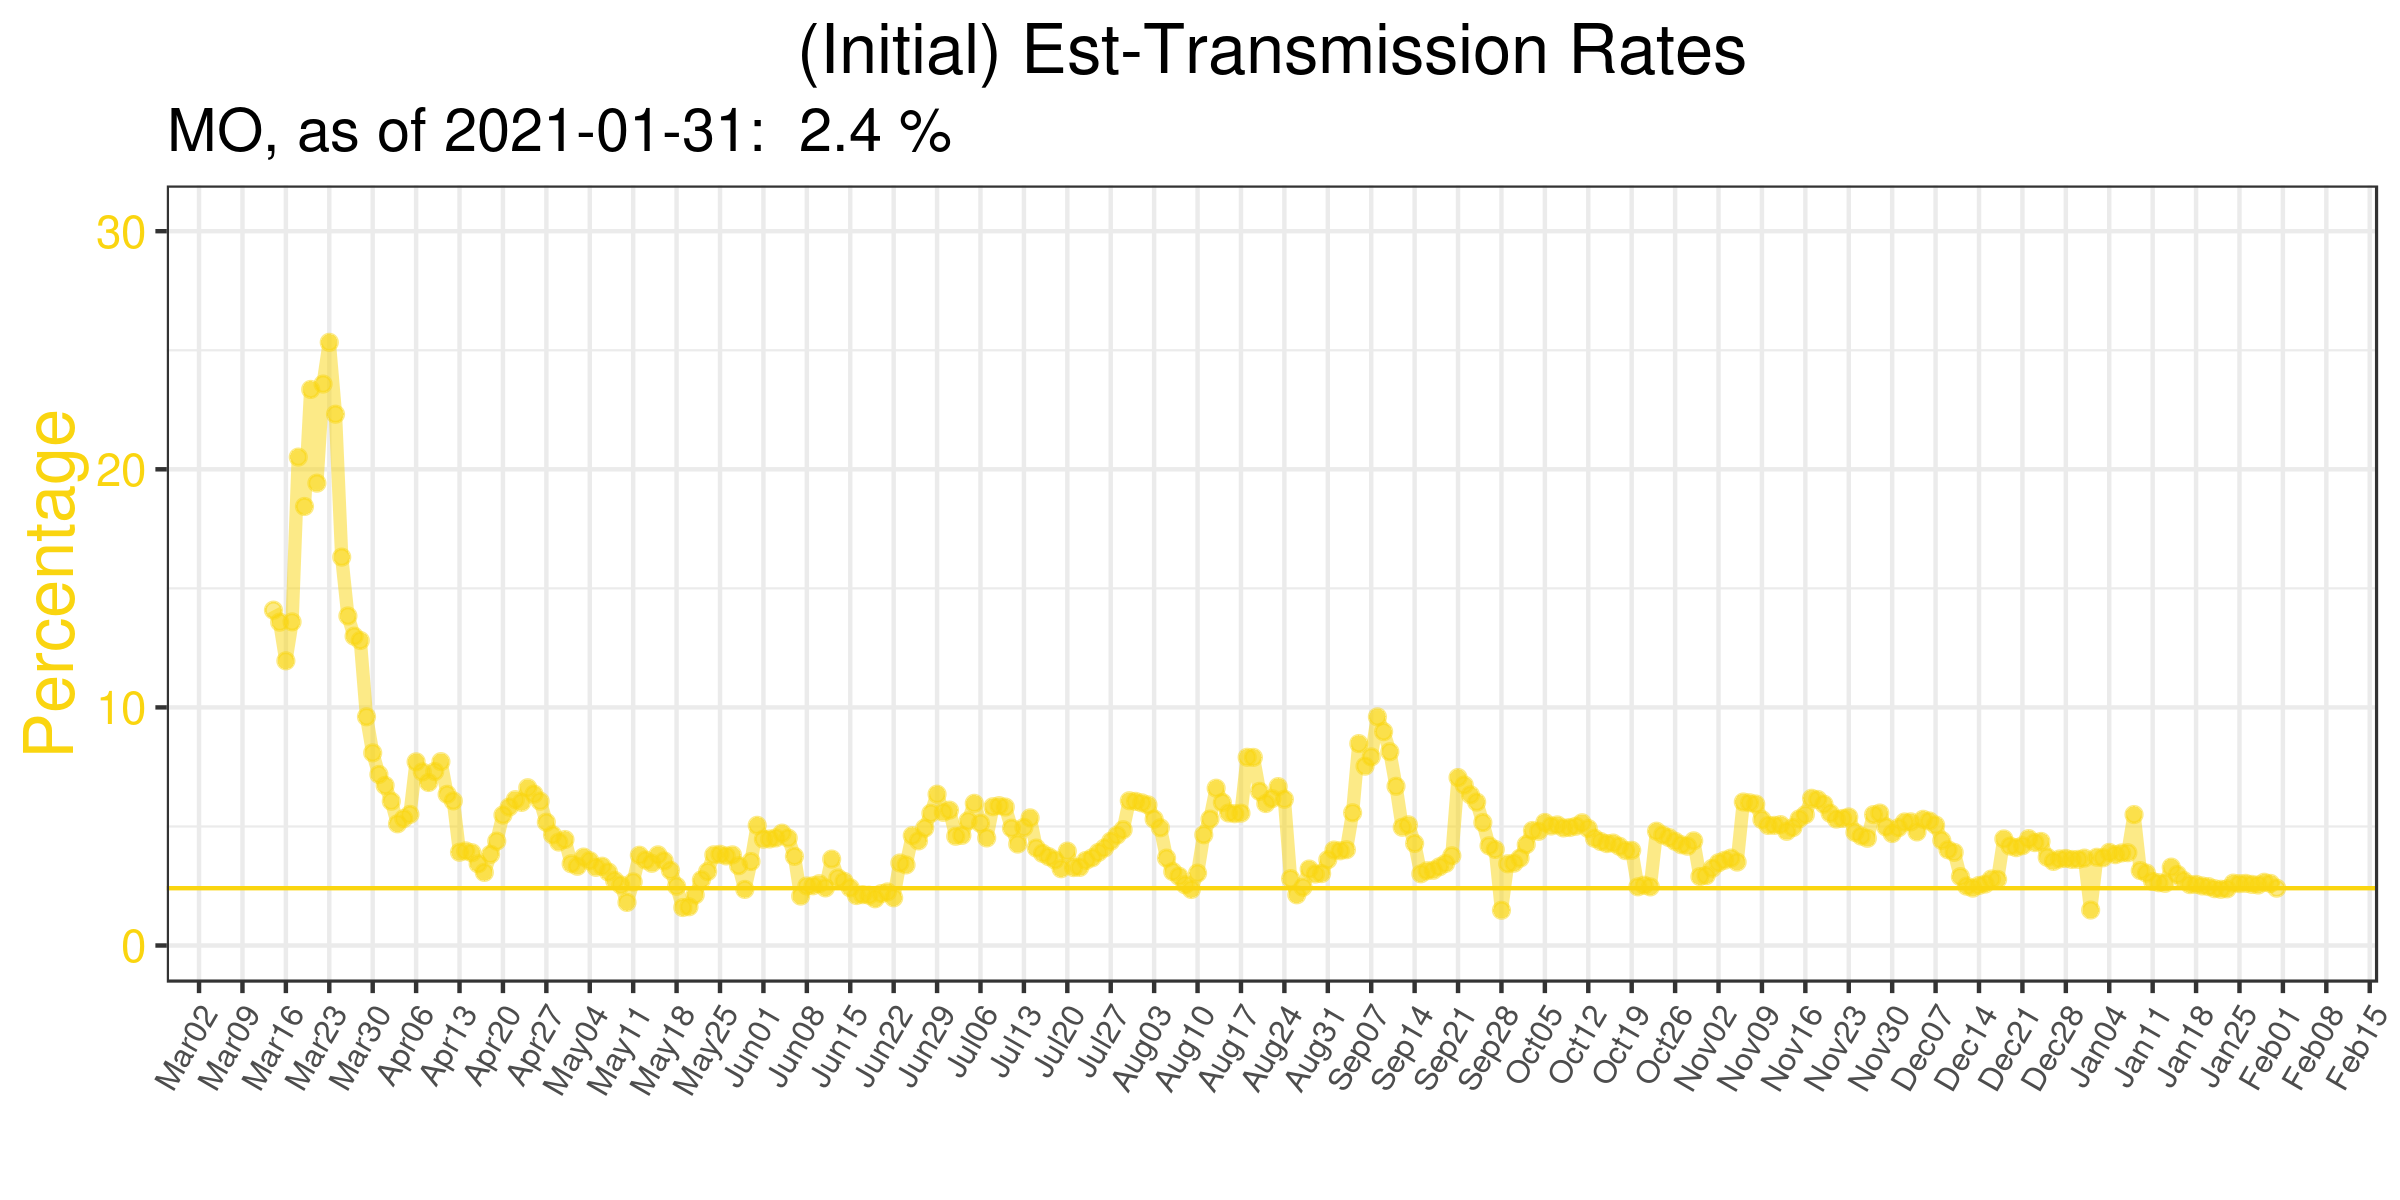 (Initial) Est-Transmission Rates
MO, as of 2021-01-31:  2.4 %
Percentage
30
20
10
0
Mar02
Mar09
Mar16
Mar23
Mar30
Apr06
Apr13
Apr20
Apr27
May04
May11
May18
May25
Jun01
Jun08
Jun15
Jun22
Jun29
Jul06
Jul13
Jul20
Jul27
Aug03
Aug10
Aug17
Aug24
Aug31
Sep07
Sep14
Sep21
Sep28
Oct05
Oct12
Oct19
Oct26
Nov02
Nov09
Nov16
Nov23
Nov30
Dec07
Dec14
Dec21
Dec28
Jan04
Jan11
Jan18
Jan25
Feb01
Feb08
Feb15